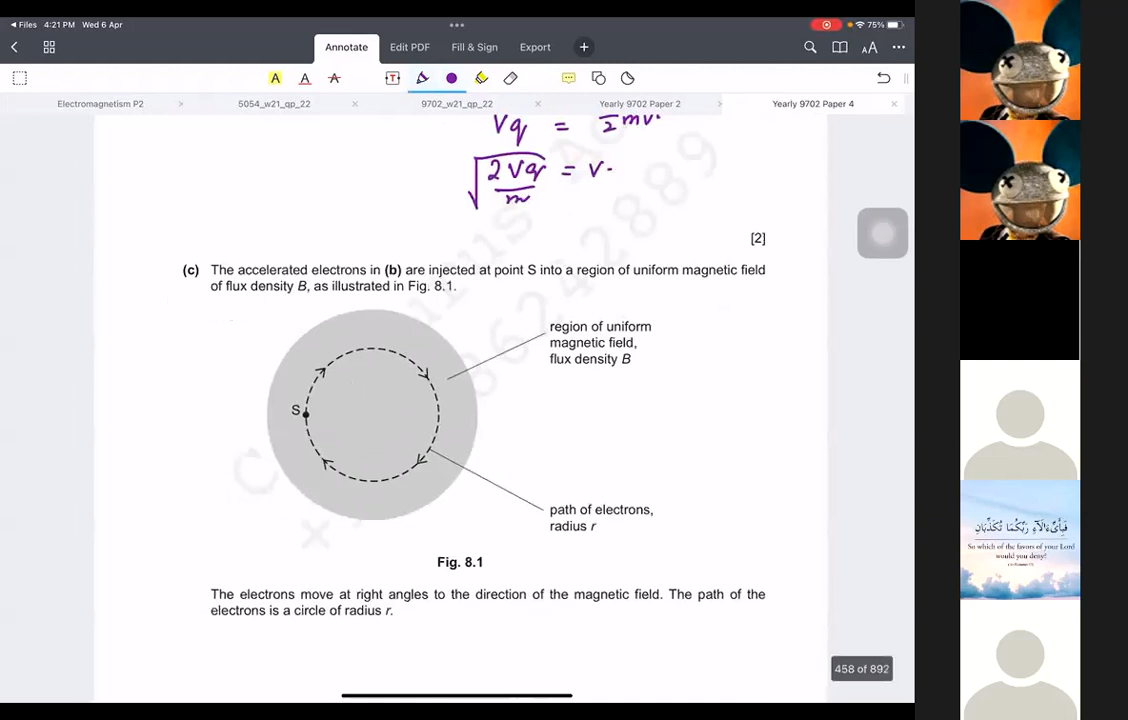 Files 4:21 PM Wed 6 Apr 75%
Annotate Edit PDF Fill & Sign Export
Electromagnetism P2 5054_w21_qp_22 9702_w21_qp_22 Yearly 9702 Paper 2 Yearly 9702 Paper 4
Vq = 1/2 mv²
√(2Vq/m) = v
[2]
(c) The accelerated electrons in (b) are injected at point S into a region of uniform magnetic field
of flux density B, as illustrated in Fig. 8.1.
region of uniform
magnetic field,
flux density B
S
path of electrons,
radius r
Fig. 8.1
The electrons move at right angles to the direction of the magnetic field. The path of the
electrons is a circle of radius r.
458 of 892
فَبِأَيِّ آلَاءِ رَبِّكُمَا تُكَذِّبَانِ
So which of the favors of your Lord
would you deny?